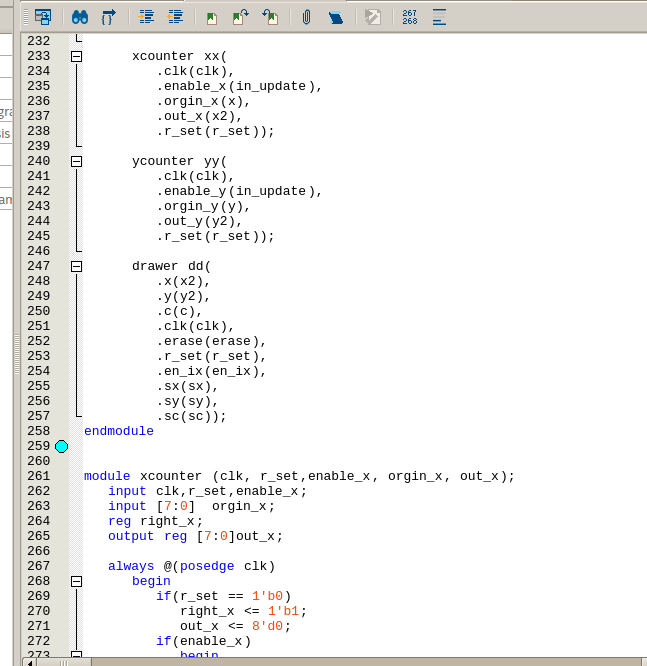 267
268
232
233 xcounter xx(
234 .clk(clk),
235 .enable_x(in_update),
236 .orgin_x(x),
237 .out_x(x2),
238 .r_set(r_set));
239
240 ycounter yy(
241 .clk(clk),
242 .enable_y(in_update),
243 .orgin_y(y),
244 .out_y(y2),
245 .r_set(r_set));
246
247 drawer dd(
248 .x(x2),
249 .y(y2),
250 .c(c),
251 .clk(clk),
252 .erase(erase),
253 .r_set(r_set),
254 .en_ix(en_ix),
255 .sx(sx),
256 .sy(sy),
257 .sc(sc));
258 endmodule
259
260
261 module xcounter (clk, r_set,enable_x, orgin_x, out_x);
262 input clk,r_set,enable_x;
263 input [7:0] orgin_x;
264 reg right_x;
265 output reg [7:0]out_x;
266
267 always @(posedge clk)
268 begin
269 if(r_set == 1'b0)
270 right_x <= 1'b1;
271 out_x <= 8'd0;
272 if(enable_x)
273 begin